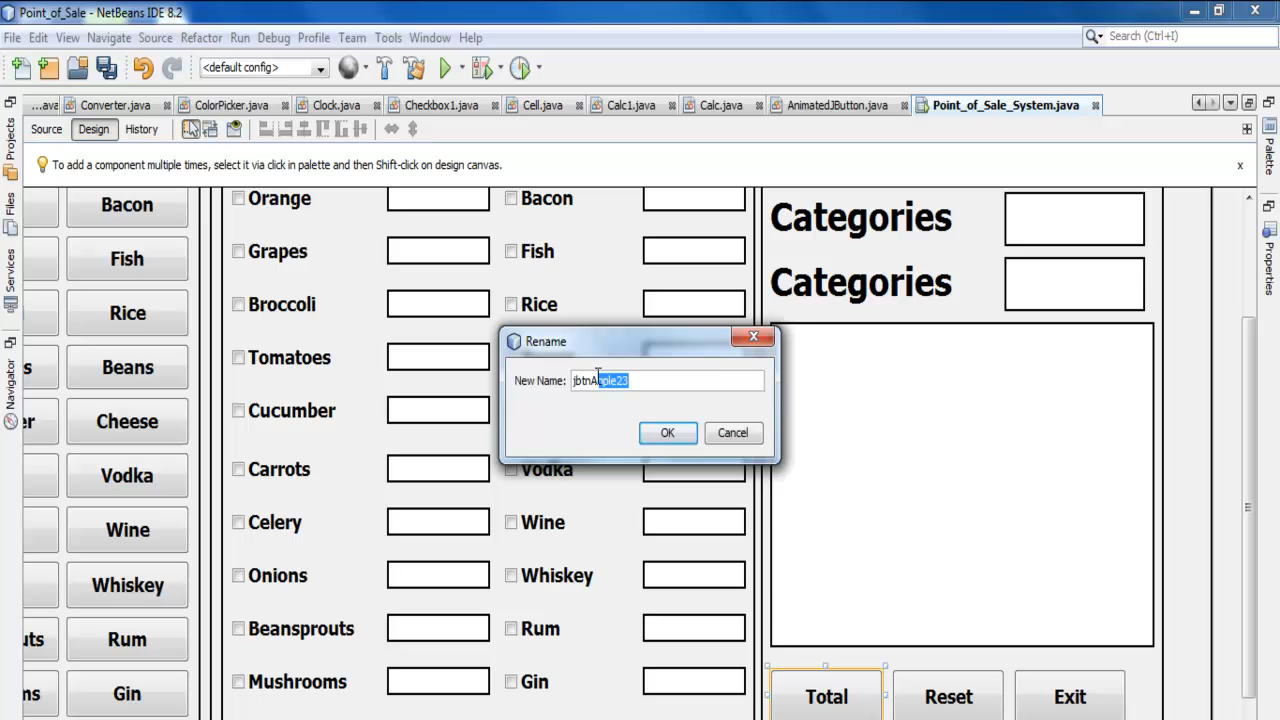 Point_of_Sale - NetBeans IDE 8.2
File Edit View Navigate Source Refactor Run Debug Profile Team Tools Window Help
Search (Ctrl+I)
<default config>
...ava Converter.java ColorPicker.java Clock.java Checkbox1.java Cell.java Calc1.java Calc.java AnimatedJButton.java Point_of_Sale_System.java
Source Design History
To add a component multiple times, select it via click in palette and then Shift-click on design canvas. x
Projects
Files
Services
Navigator
Palette
Properties
Bacon
Fish
Rice
s Beans
er Cheese
Vodka
Wine
Whiskey
uts Rum
ms Gin
Orange Bacon
Grapes Fish
Broccoli Rice
Tomatoes
Cucumber
Carrots Vodka
Celery Wine
Onions Whiskey
Beansprouts Rum
Mushrooms Gin
Categories
Categories
Rename
New Name: jbtnApple23
OK Cancel
Total Reset Exit